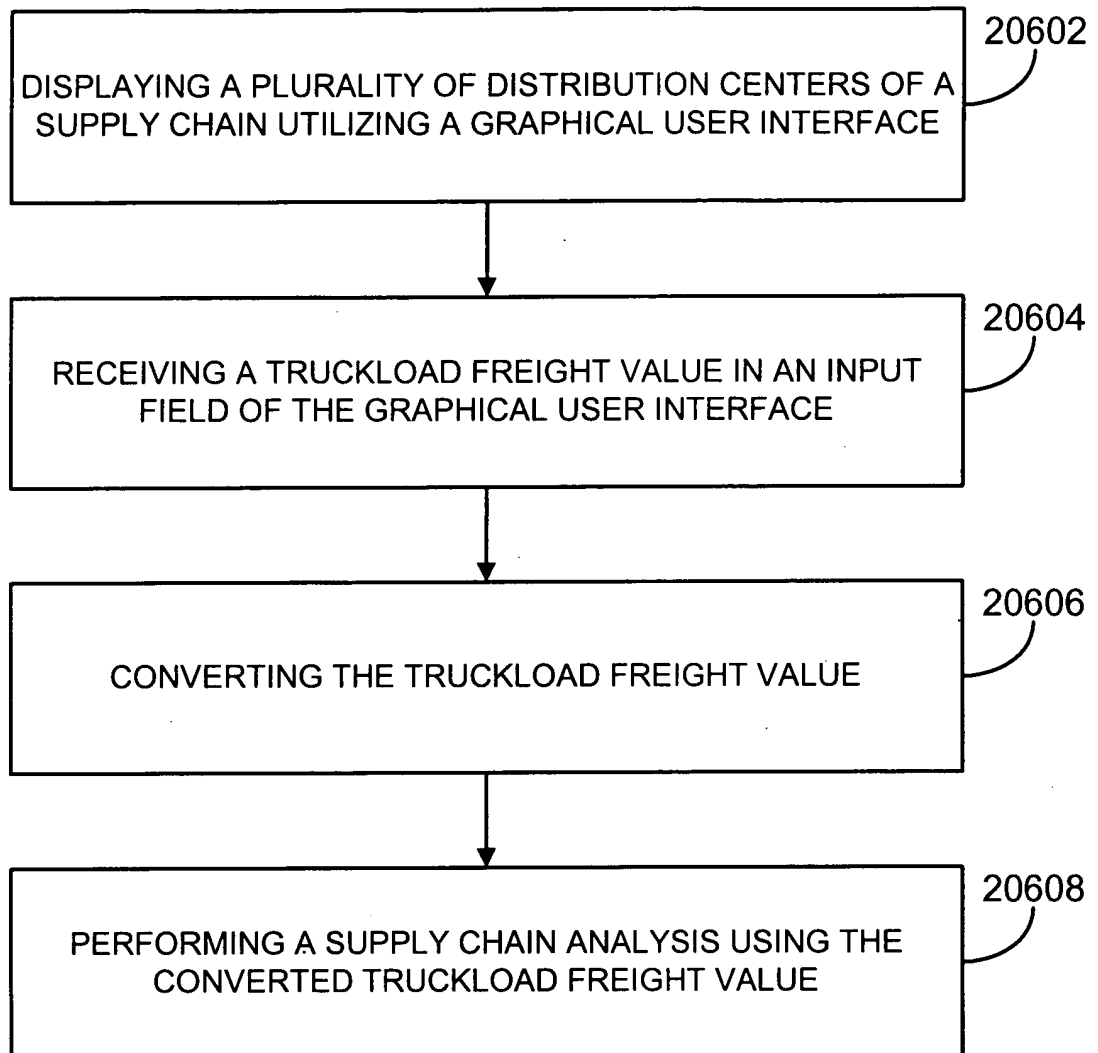 20602
DISPLAYING A PLURALITY OF DISTRIBUTION CENTERS OF A
SUPPLY CHAIN UTILIZING A GRAPHICAL USER INTERFACE
20604
RECEIVING A TRUCKLOAD FREIGHT VALUE IN AN INPUT
FIELD OF THE GRAPHICAL USER INTERFACE
20606
CONVERTING THE TRUCKLOAD FREIGHT VALUE
20608
PERFORMING A SUPPLY CHAIN ANALYSIS USING THE
CONVERTED TRUCKLOAD FREIGHT VALUE